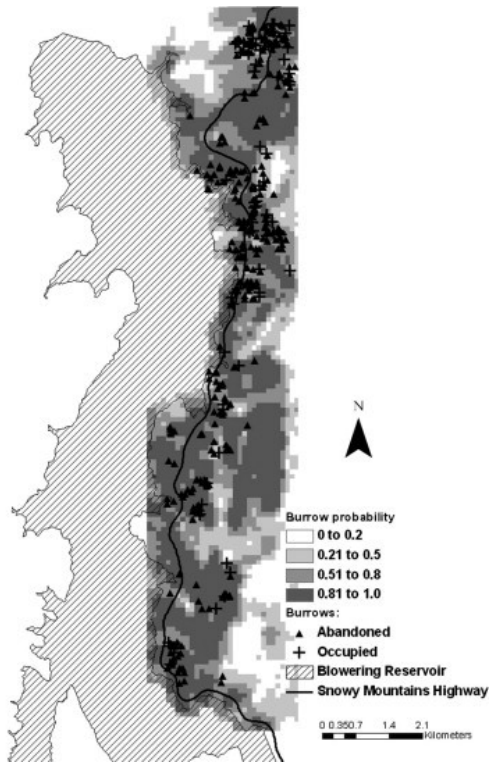 N
Burrow probability
0 to 0.2
0.21 to 0.5
0.51 to 0.8
0.81 to 1.0
Burrows:
Abandoned
Occupied
Blowering Reservoir
Snowy Mountains Highway
0 0.350.7 1.4 2.1
Kilometers